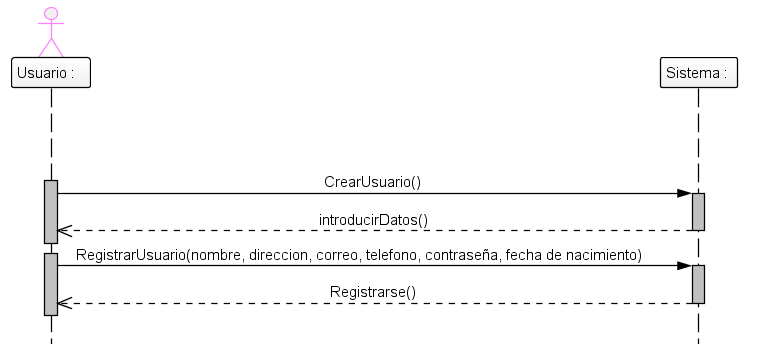 Usuario :
Sistema :
CrearUsuario()
introducirDatos()
RegistrarUsuario(nombre, direccion, correo, telefono, contraseña, fecha de nacimiento)
Registrarse()